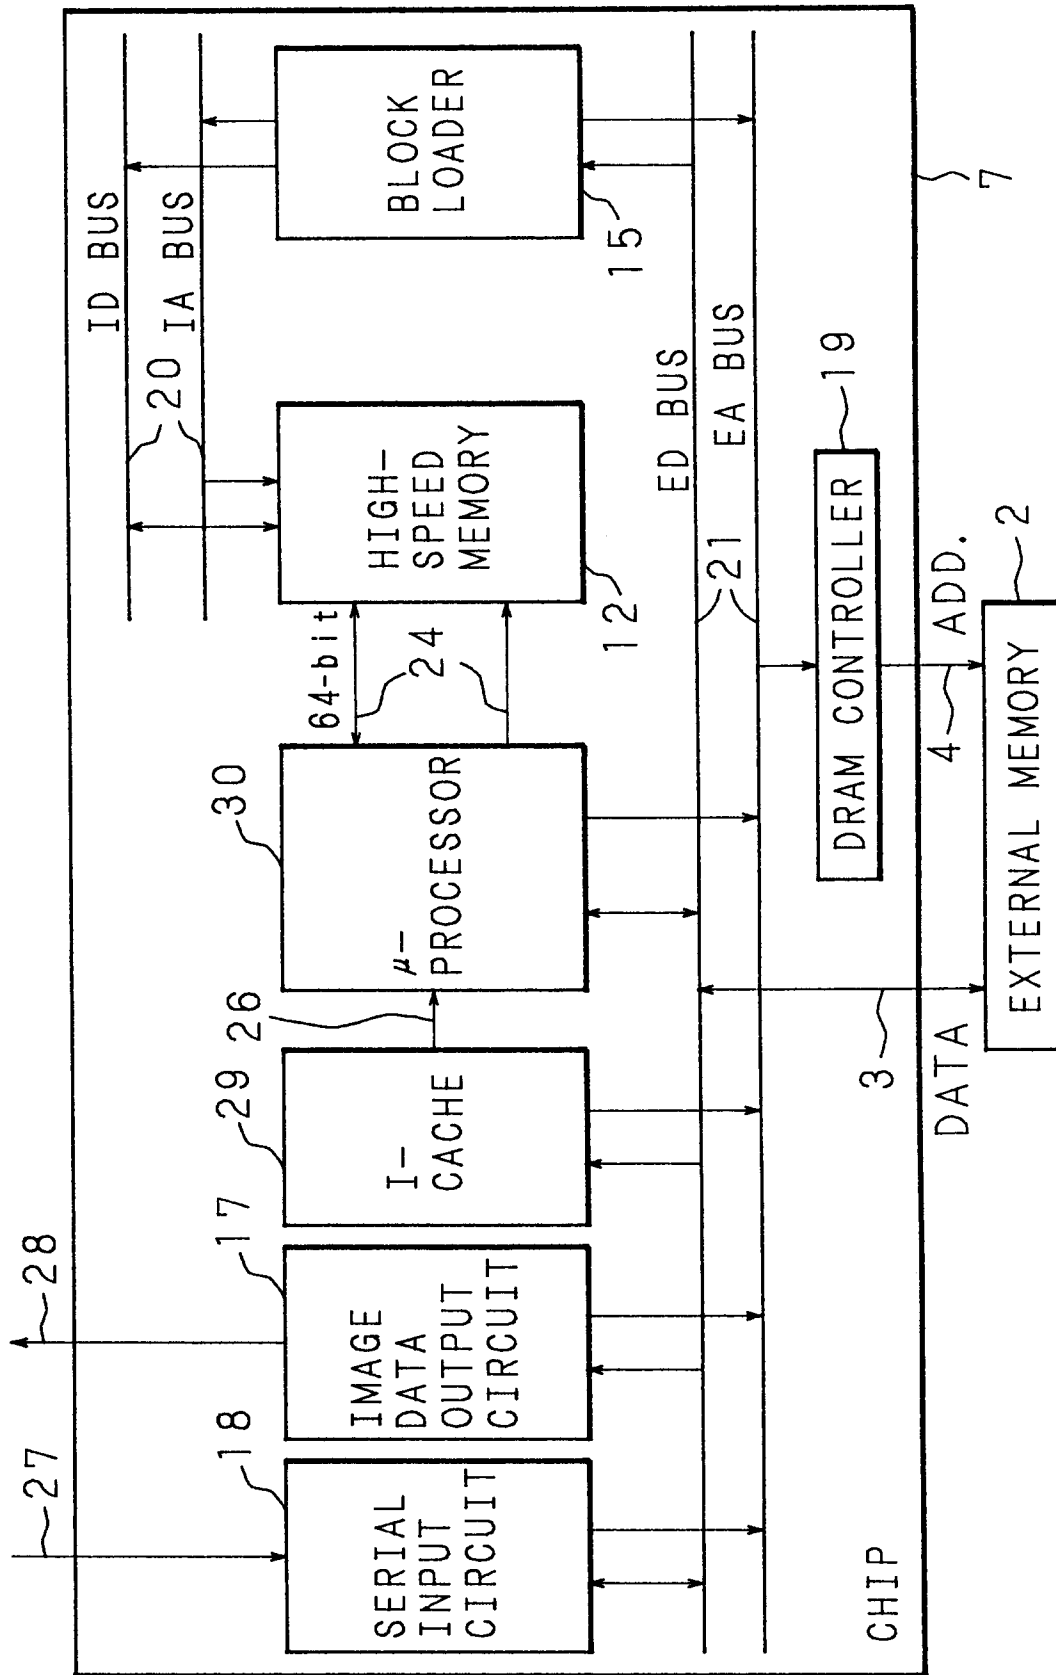 27
28
18
SERIAL
INPUT
CIRCUIT
17
IMAGE
DATA
OUTPUT
CIRCUIT
29
I-
CACHE
26
30
μ-
PROCESSOR
64-bit
24
HIGH-
SPEED
MEMORY
12
20
ID BUS
IA BUS
BLOCK
LOADER
15
ED BUS
21
EA BUS
CHIP
DRAM CONTROLLER
19
7
3
DATA
4
ADD.
EXTERNAL MEMORY
2